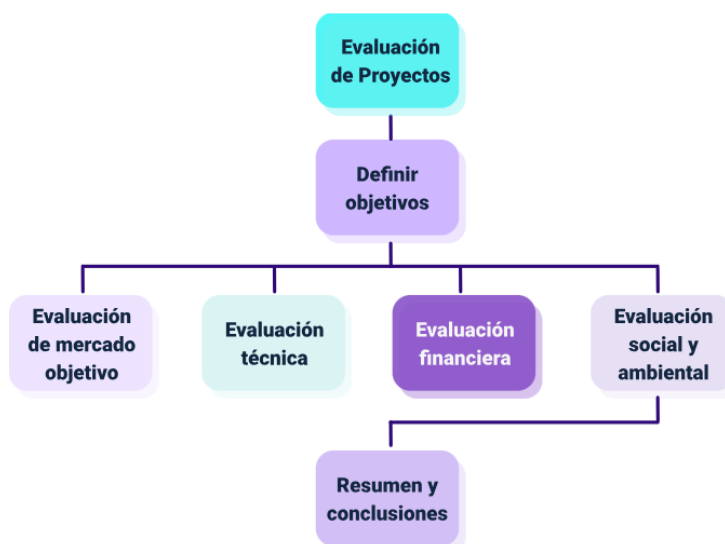 Evaluación
de Proyectos
Definir
objetivos
Evaluación
de mercado
objetivo
Evaluación
técnica
Evaluación
financiera
Evaluación
social y
ambiental
Resumen y
conclusiones